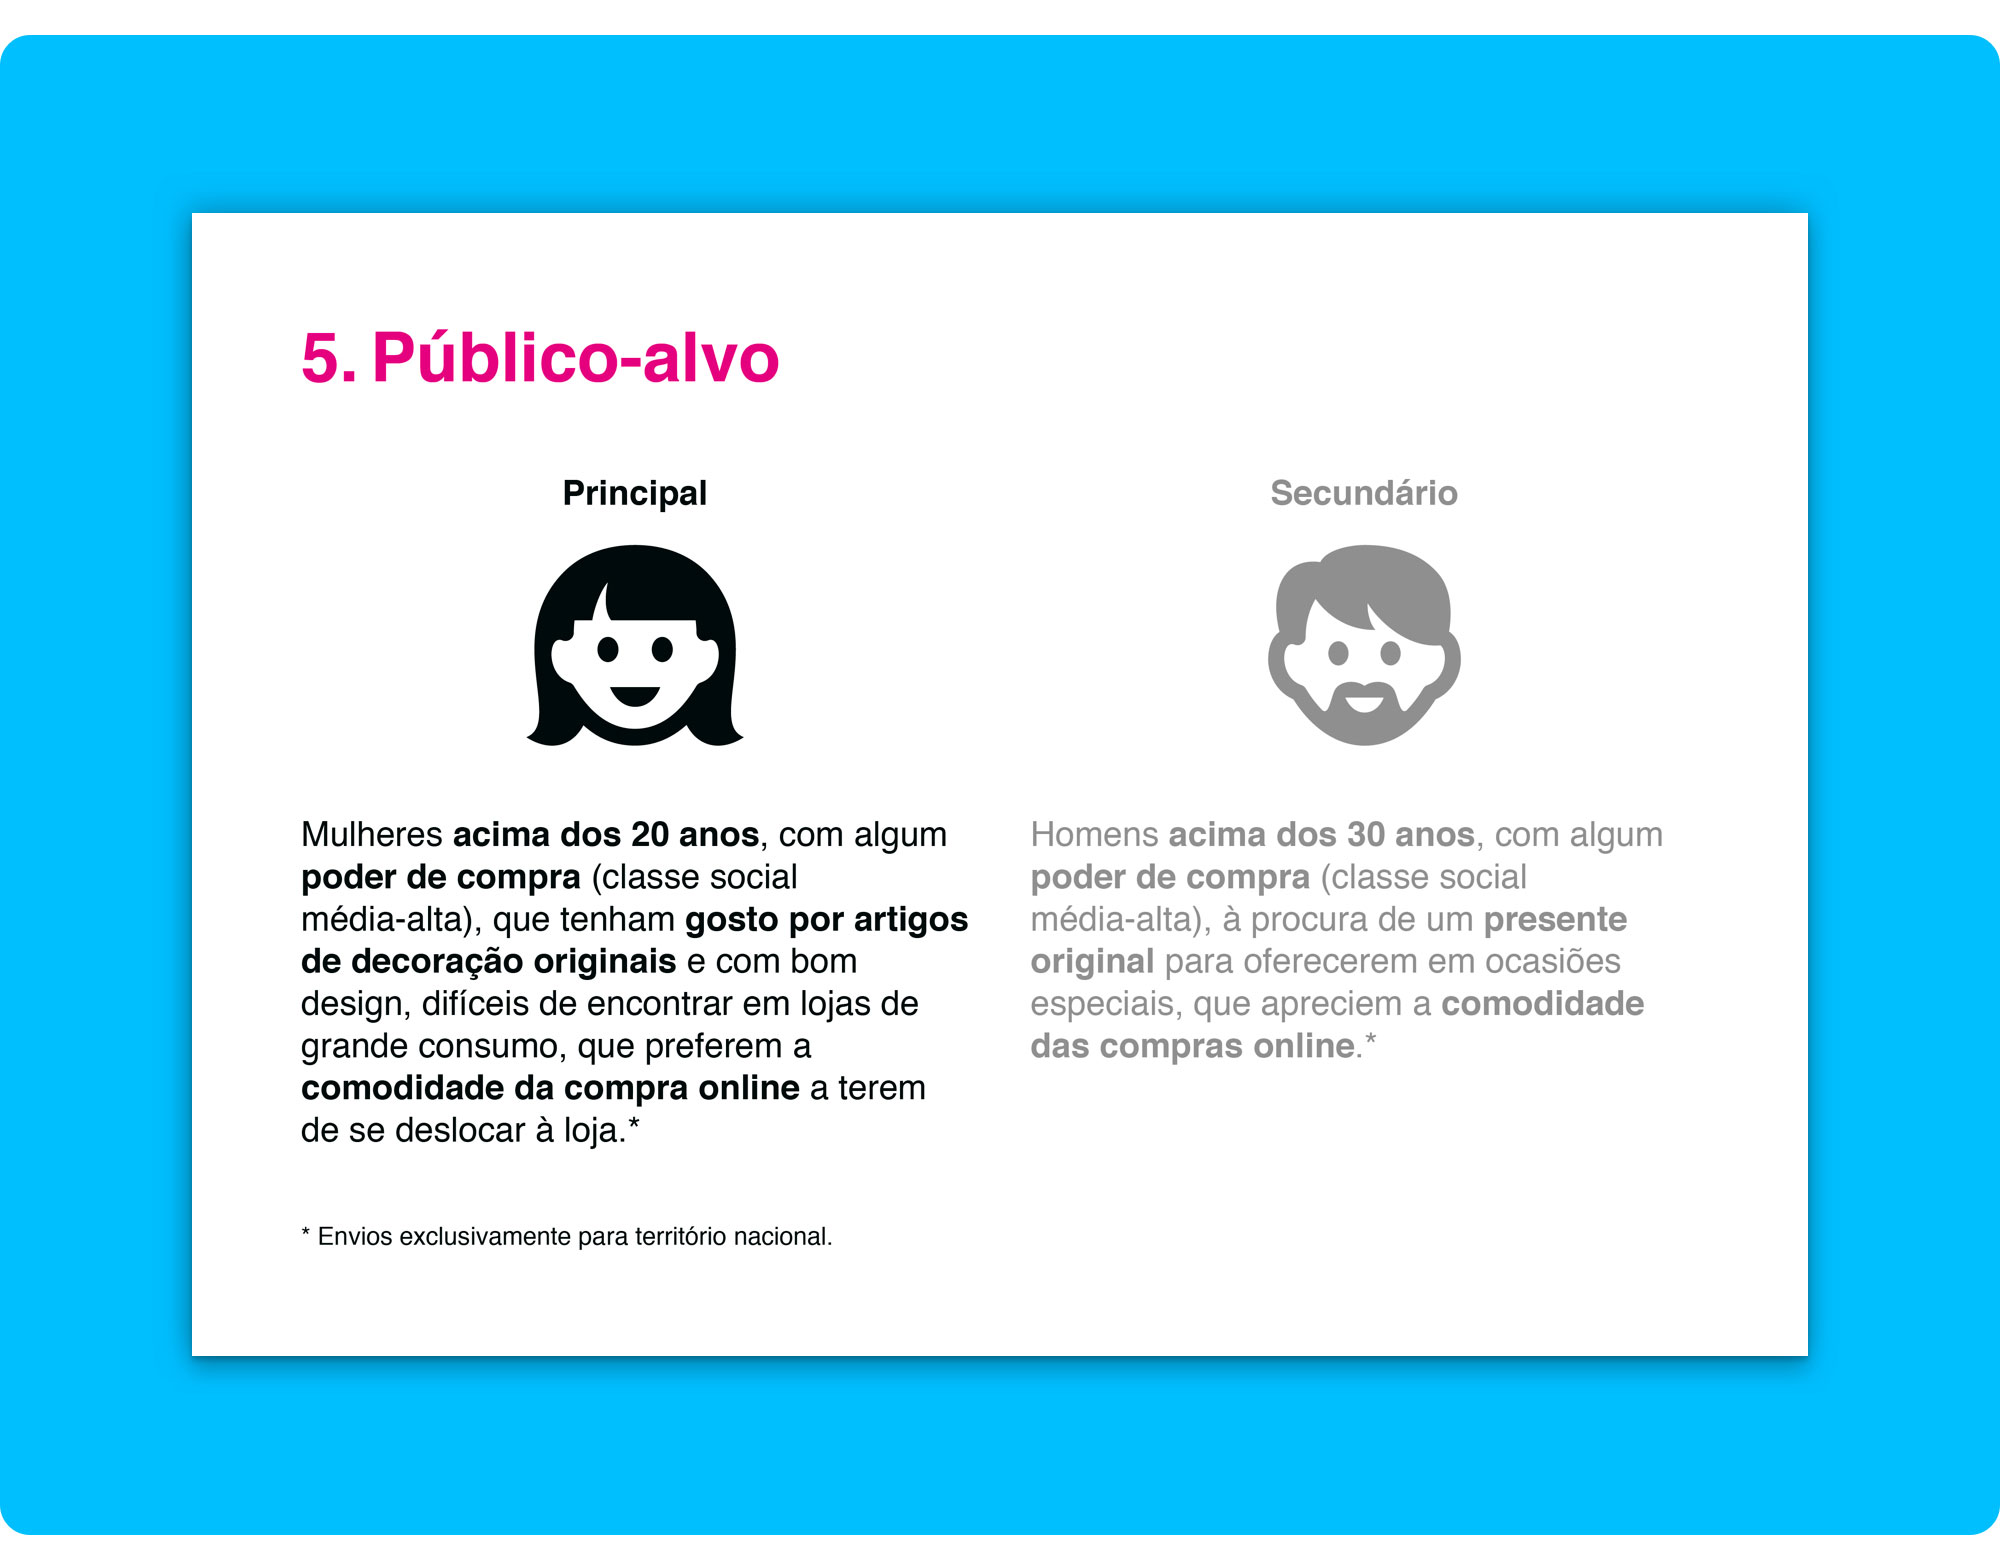 5. Público-alvo
Principal
Mulheres acima dos 20 anos, com algum
poder de compra (classe social
média-alta), que tenham gosto por artigos
de decoração originais e com bom
design, difíceis de encontrar em lojas de
grande consumo, que preferem a
comodidade da compra online a terem
de se deslocar à loja.*
Secundário
Homens acima dos 30 anos, com algum
poder de compra (classe social
média-alta), à procura de um presente
original para oferecerem em ocasiões
especiais, que apreciem a comodidade
das compras online.*
* Envios exclusivamente para território nacional.